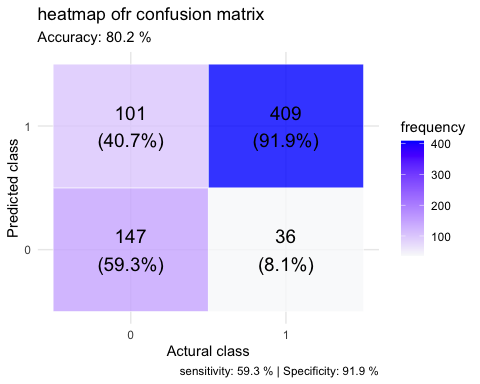 heatmap ofr confusion matrix
Accuracy: 80.2 %
Predicted class
1
0
101
(40.7%)
409
(91.9%)
147
(59.3%)
36
(8.1%)
0
1
Actural class
frequency
400
300
200
100
sensitivity: 59.3 % | Specificity: 91.9 %